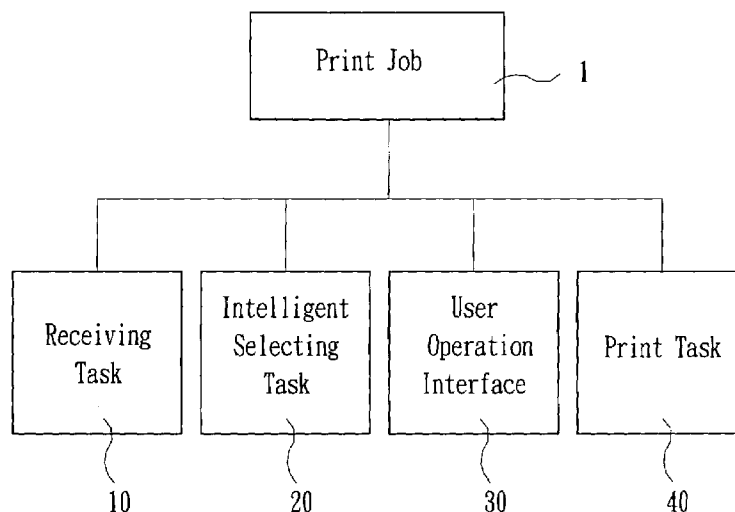 Print Job
1
Receiving
Task
Intelligent
Selecting
Task
User
Operation
Interface
Print Task
10
20
30
40